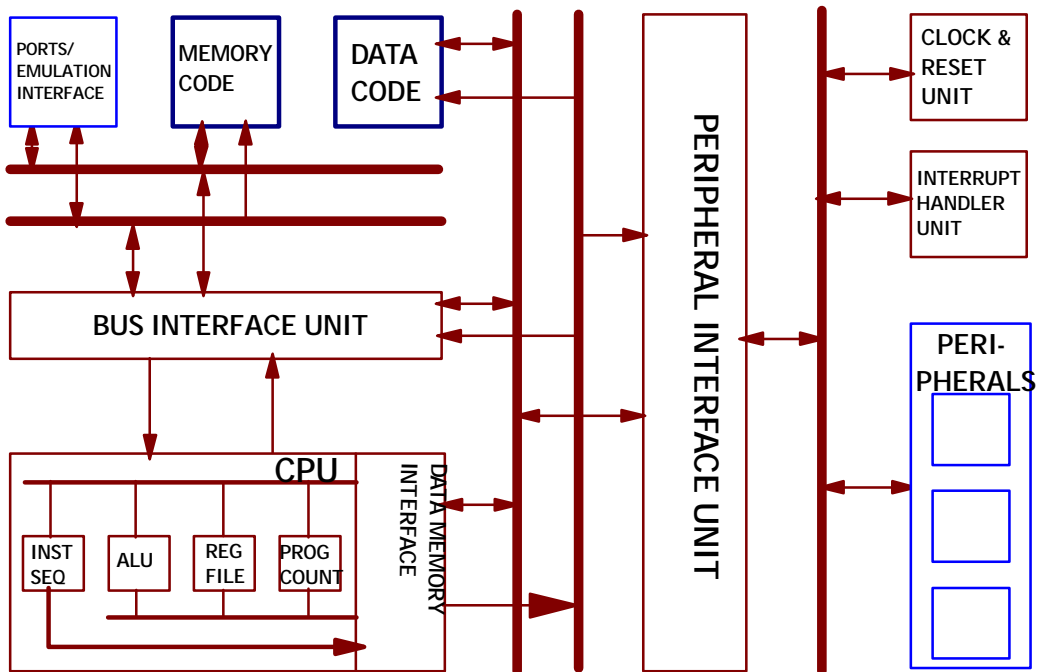 PORTS/
EMULATION
INTERFACE
MEMORY
CODE
DATA
CODE
CLOCK &
RESET
UNIT
INTERRUPT
HANDLER
UNIT
PERIPHERAL INTERFACE UNIT
BUS INTERFACE UNIT
PERI-
PHERALS
CPU
DATA MEMORY
INTERFACE
INST
SEQ
ALU
REG
FILE
PROG
COUNT